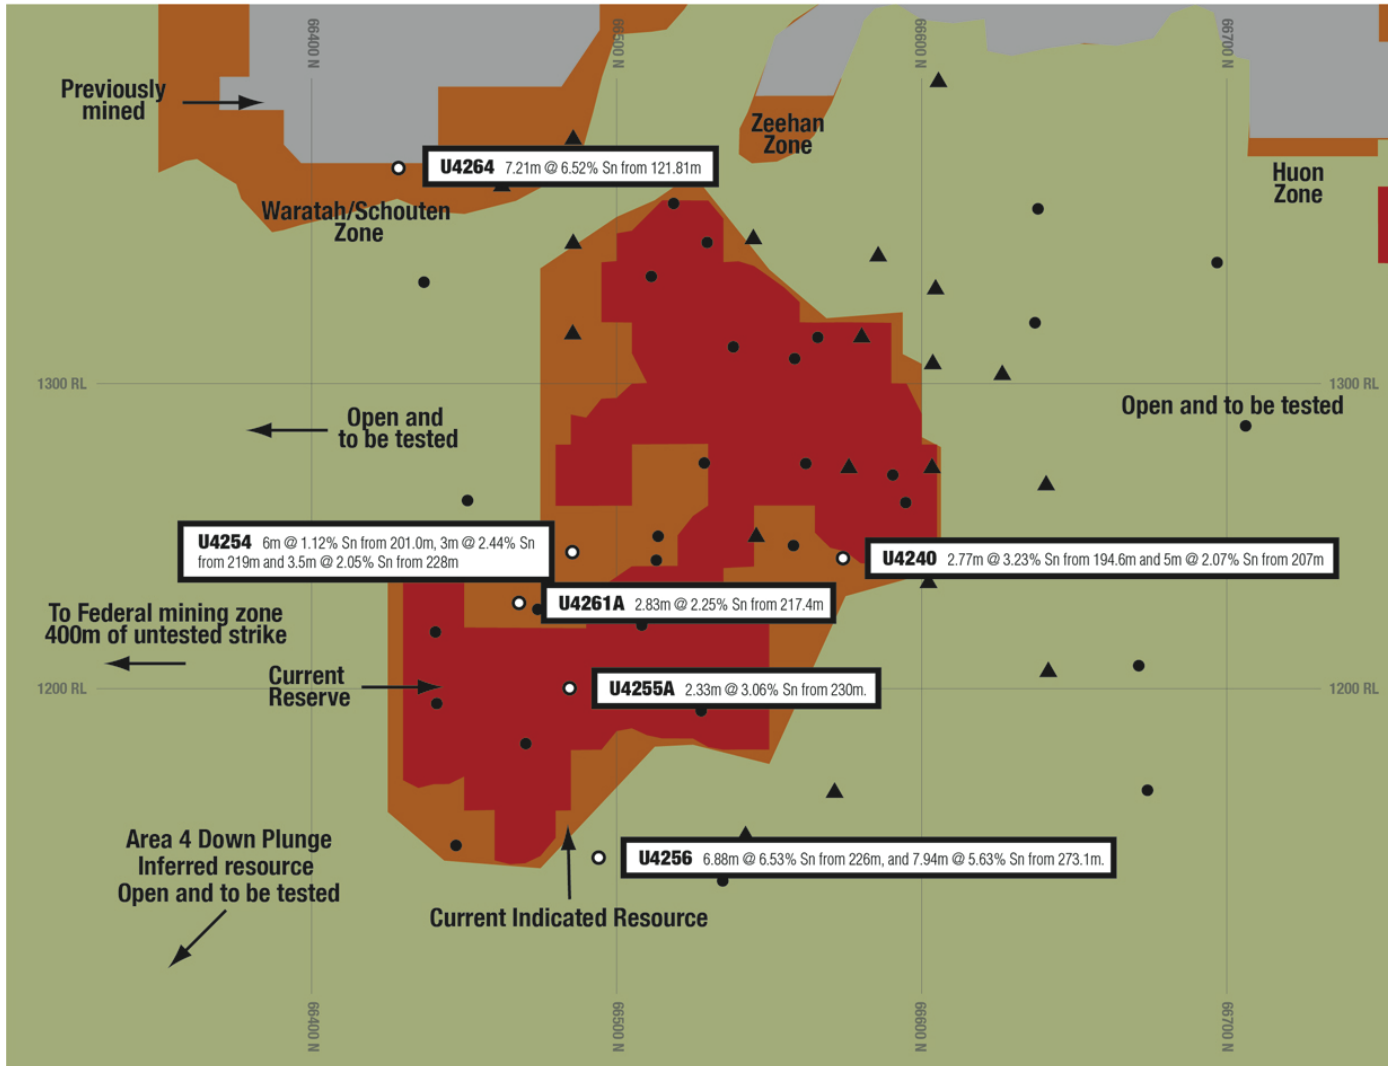 66400 N
66500 N
66600 N
66700 N
Previously
mined
Zeehan
Zone
U4264 7.21m @ 6.52% Sn from 121.81m
Huon
Zone
Waratah/Schouten
Zone
1300 RL
1300 RL
Open and
to be tested
Open and to be tested
U4254 6m @ 1.12% Sn from 201.0m, 3m @ 2.44% Sn
from 219m and 3.5m @ 2.05% Sn from 228m
U4240 2.77m @ 3.23% Sn from 194.6m and 5m @ 2.07% Sn from 207m
U4261A 2.83m @ 2.25% Sn from 217.4m
To Federal mining zone
400m of untested strike
Current
Reserve
U4255A 2.33m @ 3.06% Sn from 230m.
1200 RL
1200 RL
Area 4 Down Plunge
Inferred resource
Open and to be tested
U4256 6.88m @ 6.53% Sn from 226m, and 7.94m @ 5.63% Sn from 273.1m.
Current Indicated Resource
66400 N
66500 N
66600 N
66700 N